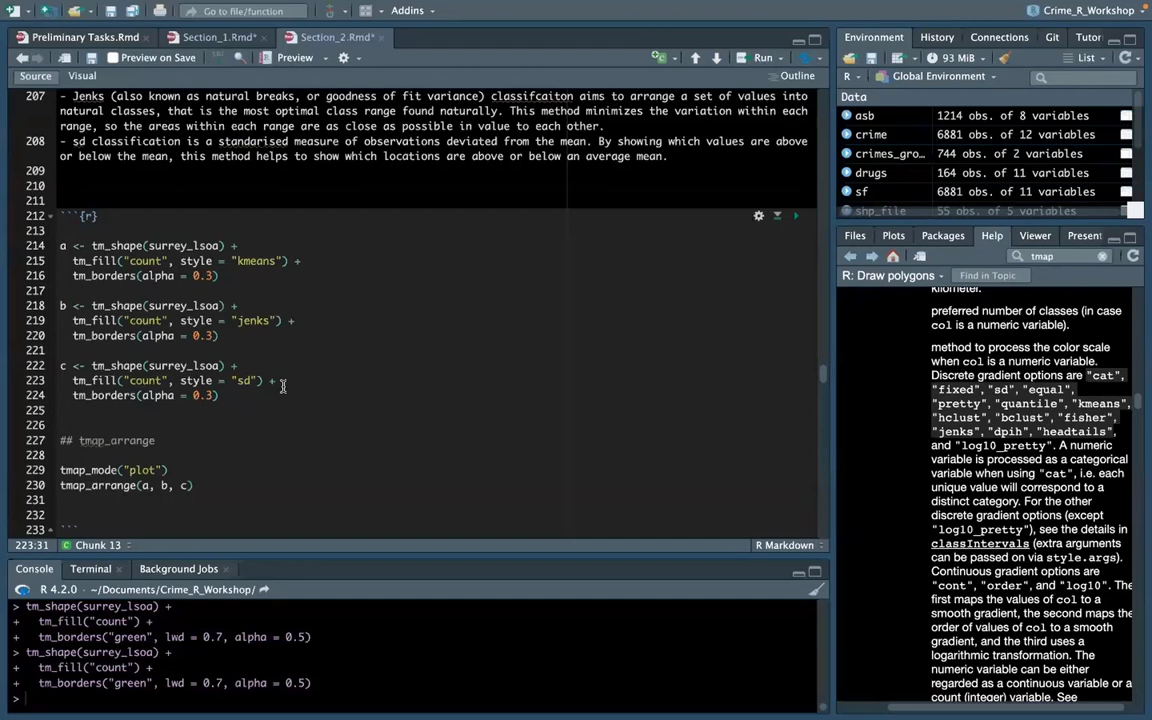 Go to file/function
Addins
Crime_R_Workshop
Preliminary Tasks.Rmd
Section_1.Rmd*
Section_2.Rmd*
Preview on Save
Preview
Run
Source
Visual
Outline
207 - Jenks (also known as natural breaks, or goodness of fit variance) classifcaiton aims to arrange a set of values into
natural classes, that is the most optimal class range found naturally. This method minimizes the variation within each
range, so the areas within each range are as close as possible in value to each other.
208 - sd classification is a standarised measure of observations deviated from the mean. By showing which values are above
or below the mean, this method helps to show which locations are above or below an average mean.
209
210
211
212 ```{r}
213
214 a <- tm_shape(surrey_lsoa) +
215 tm_fill("count", style = "kmeans") +
216 tm_borders(alpha = 0.3)
217
218 b <- tm_shape(surrey_lsoa) +
219 tm_fill("count", style = "jenks") +
220 tm_borders(alpha = 0.3)
221
222 c <- tm_shape(surrey_lsoa) +
223 tm_fill("count", style = "sd") +
224 tm_borders(alpha = 0.3)
225
226
227 ## tmap_arrange
228
229 tmap_mode("plot")
230 tmap_arrange(a, b, c)
231
232
233 ```
223:31
Chunk 13
R Markdown
Console
Terminal
Background Jobs
R 4.2.0 · ~/Documents/Crime_R_Workshop/
> tm_shape(surrey_lsoa) +
+ tm_fill("count") +
+ tm_borders("green", lwd = 0.7, alpha = 0.5)
> tm_shape(surrey_lsoa) +
+ tm_fill("count") +
+ tm_borders("green", lwd = 0.7, alpha = 0.5)
>
Environment
History
Connections
Git
Tutor
93 MiB
List
R
Global Environment
Data
asb 1214 obs. of 8 variables
crime 6881 obs. of 12 variables
crimes_gro... 744 obs. of 2 variables
drugs 164 obs. of 11 variables
sf 6881 obs. of 11 variables
shp_file 55 obs. of 5 variables
Files
Plots
Packages
Help
Viewer
Present
tmap
R: Draw polygons
Find in Topic
kilometer.
preferred number of classes (in case
col is a numeric variable).
method to process the color scale
when col is a numeric variable.
Discrete gradient options are "cat",
"fixed", "sd", "equal",
"pretty", "quantile", "kmeans",
"hclust", "bclust", "fisher",
"jenks", "dpih", "headtails",
and "log10_pretty". A numeric
variable is processed as a categorical
variable when using "cat", i.e. each
unique value will correspond to a
distinct category. For the other
discrete gradient options (except
"log10_pretty"), see the details in
classIntervals (extra arguments
can be passed on via style.args).
Continuous gradient options are
"cont", "order", and "log10". The
first maps the values of col to a
smooth gradient, the second maps the
order of values of col to a smooth
gradient, and the third uses a
logarithmic transformation. The
numeric variable can be either
regarded as a continuous variable or a
count (integer) variable. See